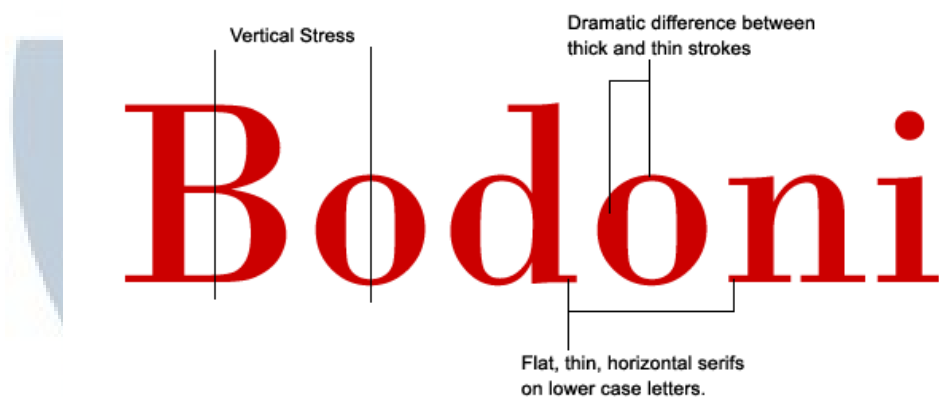 Vertical Stress
Dramatic difference between
thick and thin strokes
Bodoni
Flat, thin, horizontal serifs
on lower case letters.